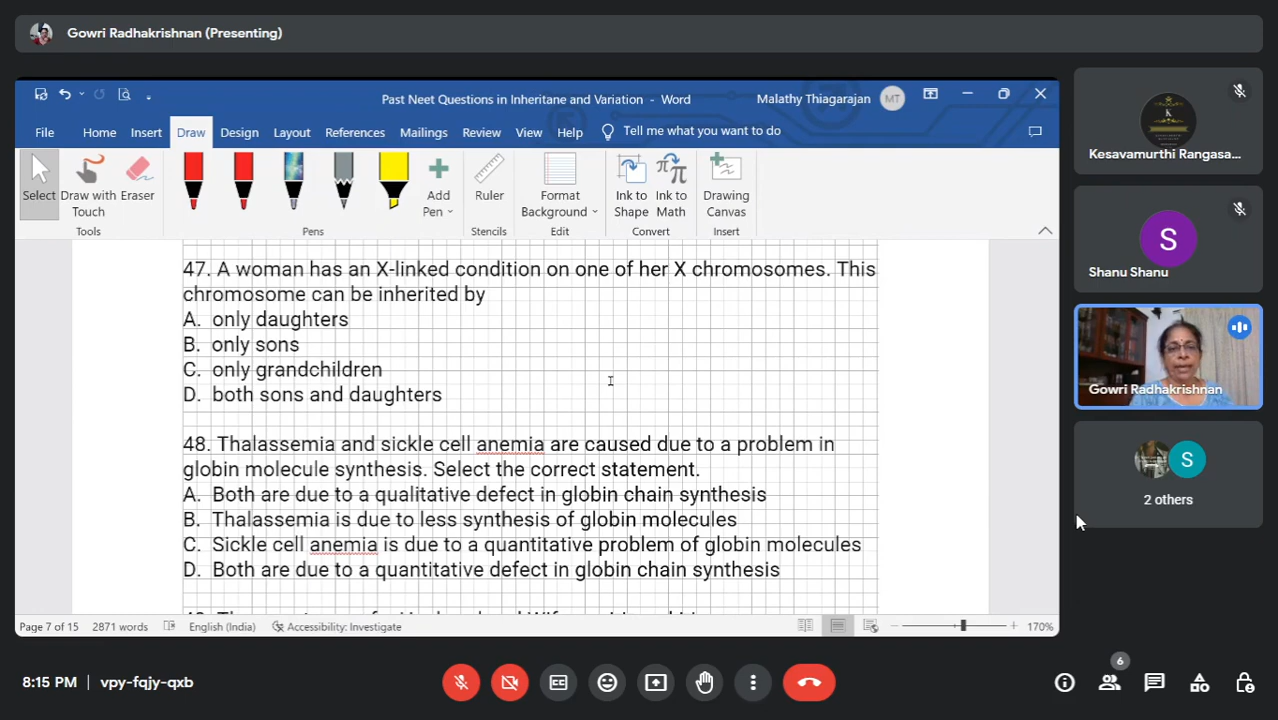 Gowri Radhakrishnan (Presenting)
Past Neet Questions in Inheritane and Variation - Word
Malathy Thiagarajan MT
File Home Insert Draw Design Layout References Mailings Review View Help Tell me what you want to do
Select Draw with Touch Eraser
Tools
Pens
Add Pen
Ruler
Stencils
Format Background
Edit
Ink to Shape Ink to Math
Convert
Drawing Canvas
Insert
47. A woman has an X-linked condition on one of her X chromosomes. This
chromosome can be inherited by
A. only daughters
B. only sons
C. only grandchildren
D. both sons and daughters
48. Thalassemia and sickle cell anemia are caused due to a problem in
globin molecule synthesis. Select the correct statement.
A. Both are due to a qualitative defect in globin chain synthesis
B. Thalassemia is due to less synthesis of globin molecules
C. Sickle cell anemia is due to a quantitative problem of globin molecules
D. Both are due to a quantitative defect in globin chain synthesis
Page 7 of 15 2871 words English (India) Accessibility: Investigate 170%
K
Kesavamurthi Rangasa...
S
Shanu Shanu
Gowri Radhakrishnan
S
2 others
8:15 PM | vpy-fqjy-qxb
6